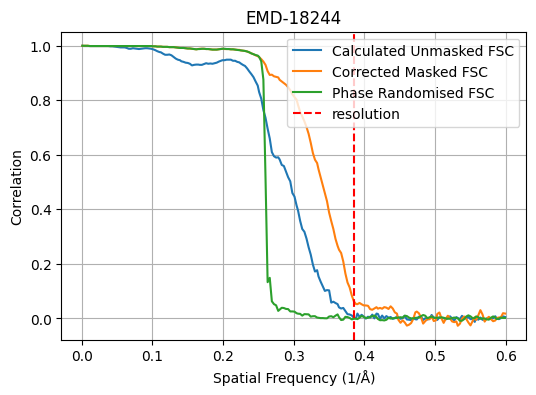 EMD-18244
Calculated Unmasked FSC
Corrected Masked FSC
Phase Randomised FSC
resolution
Correlation
1.0
0.8
0.6
0.4
0.2
0.0
0.0 0.1 0.2 0.3 0.4 0.5 0.6
Spatial Frequency (1/Å)